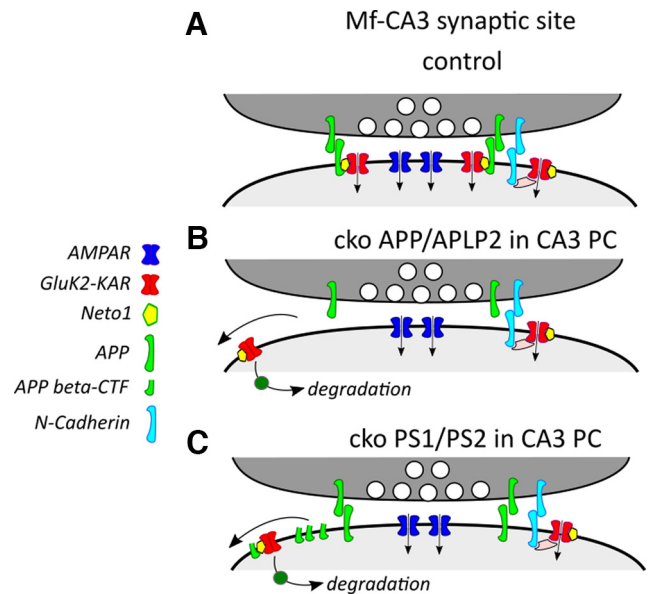 A
Mf-CA3 synaptic site
control
B
cko APP/APLP2 in CA3 PC
AMPAR
GluK2-KAR
Neto1
APP
APP beta-CTF
N-Cadherin
degradation
C
cko PS1/PS2 in CA3 PC
degradation